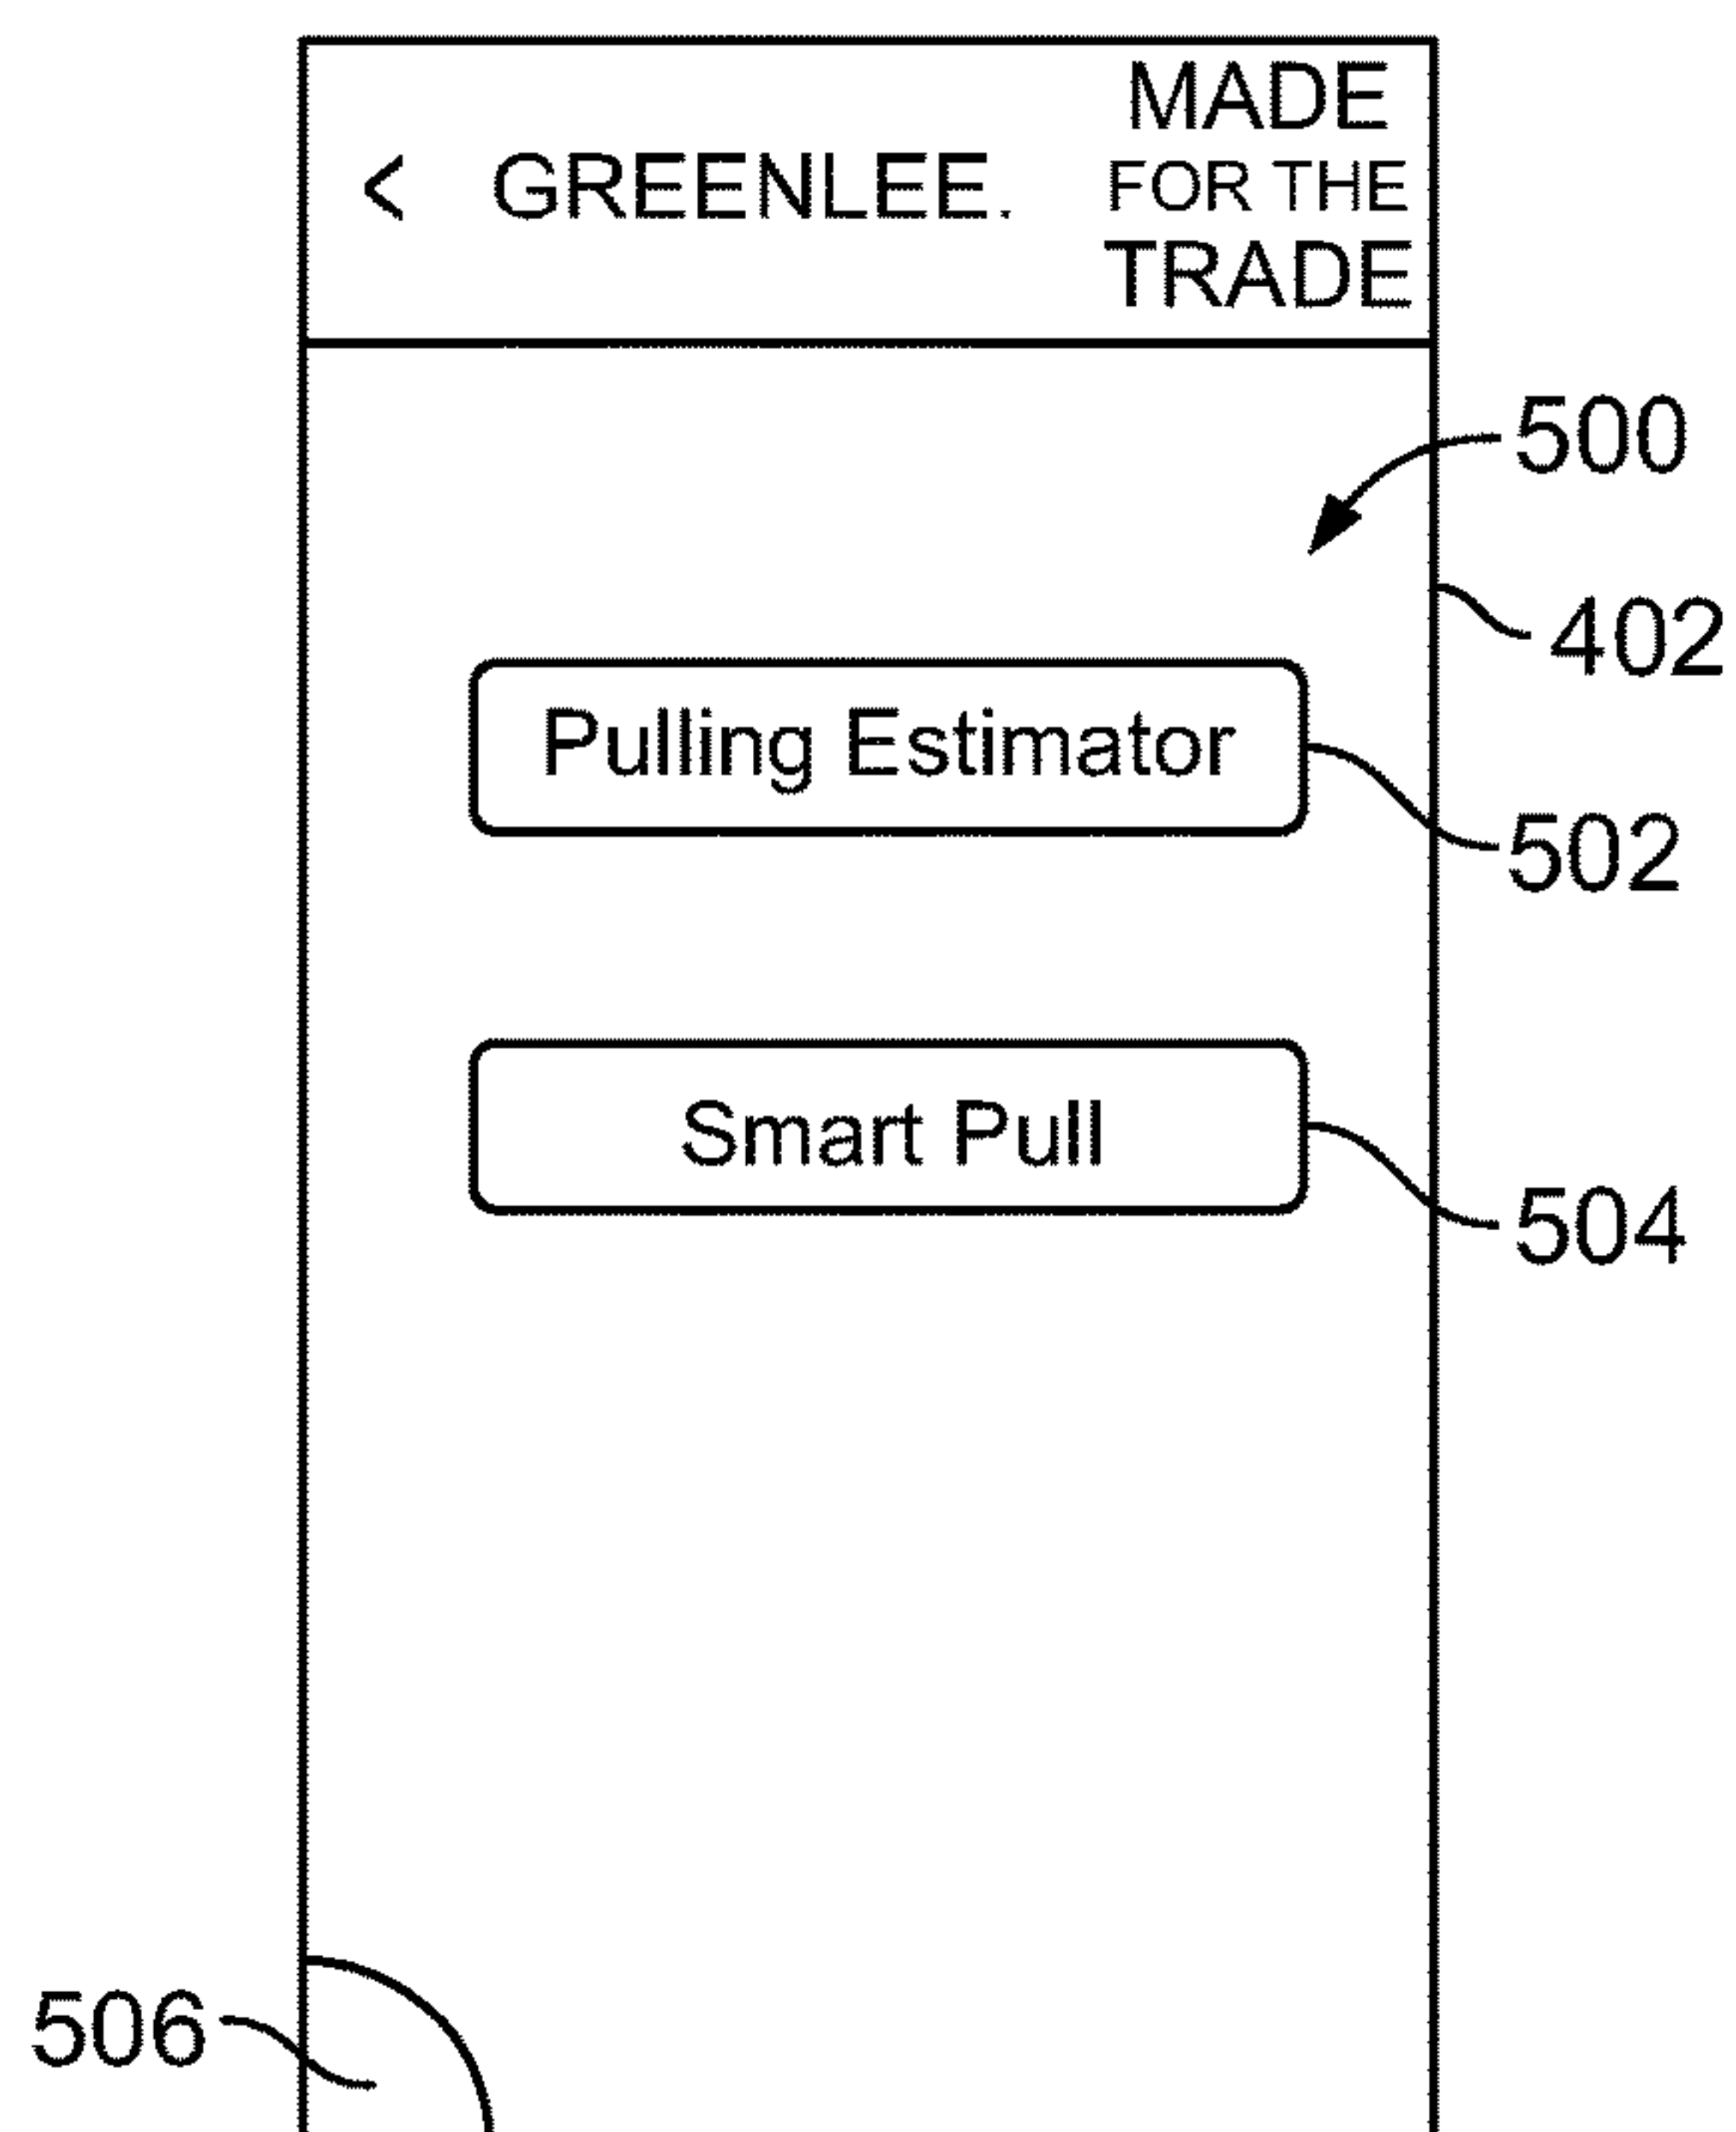 MADE
< GREENLEE. FOR THE
TRADE
500
402
Pulling Estimator
502
Smart Pull
504
506